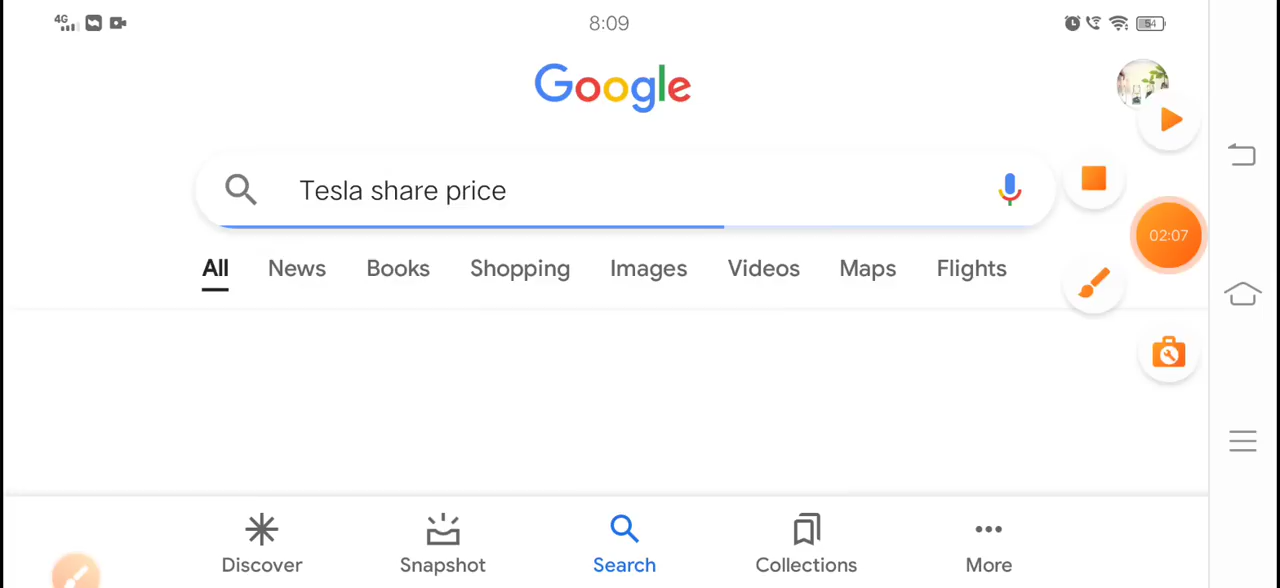 4G 8:09 54
Google
Tesla share price
02:07
All News Books Shopping Images Videos Maps Flights
Discover Snapshot Search Collections More